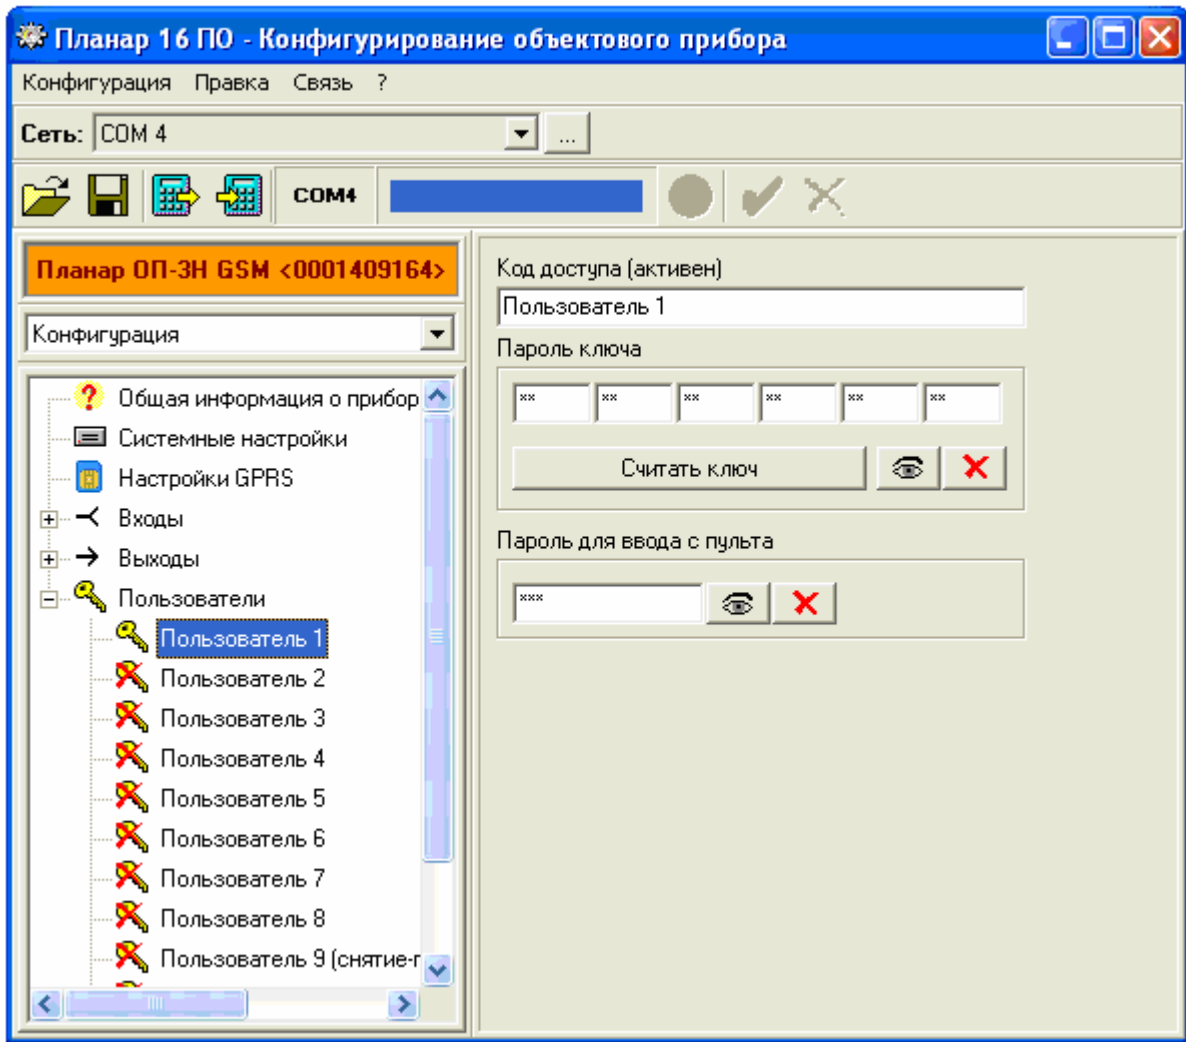 Планар 16 ПО - Конфигурирование объектового прибора
Конфигурация Правка Связь ?
Сеть: COM 4 ...
COM4
Планар ОП-3Н GSM <0001409164>
Конфигурация
Общая информация о прибор
Системные настройки
Настройки GPRS
Входы
Выходы
Пользователи
Пользователь 1
Пользователь 2
Пользователь 3
Пользователь 4
Пользователь 5
Пользователь 6
Пользователь 7
Пользователь 8
Пользователь 9 (снятие-г
Код доступа (активен)
Пользователь 1
Пароль ключа
** ** ** ** ** **
Считать ключ
Пароль для ввода с пульта
***